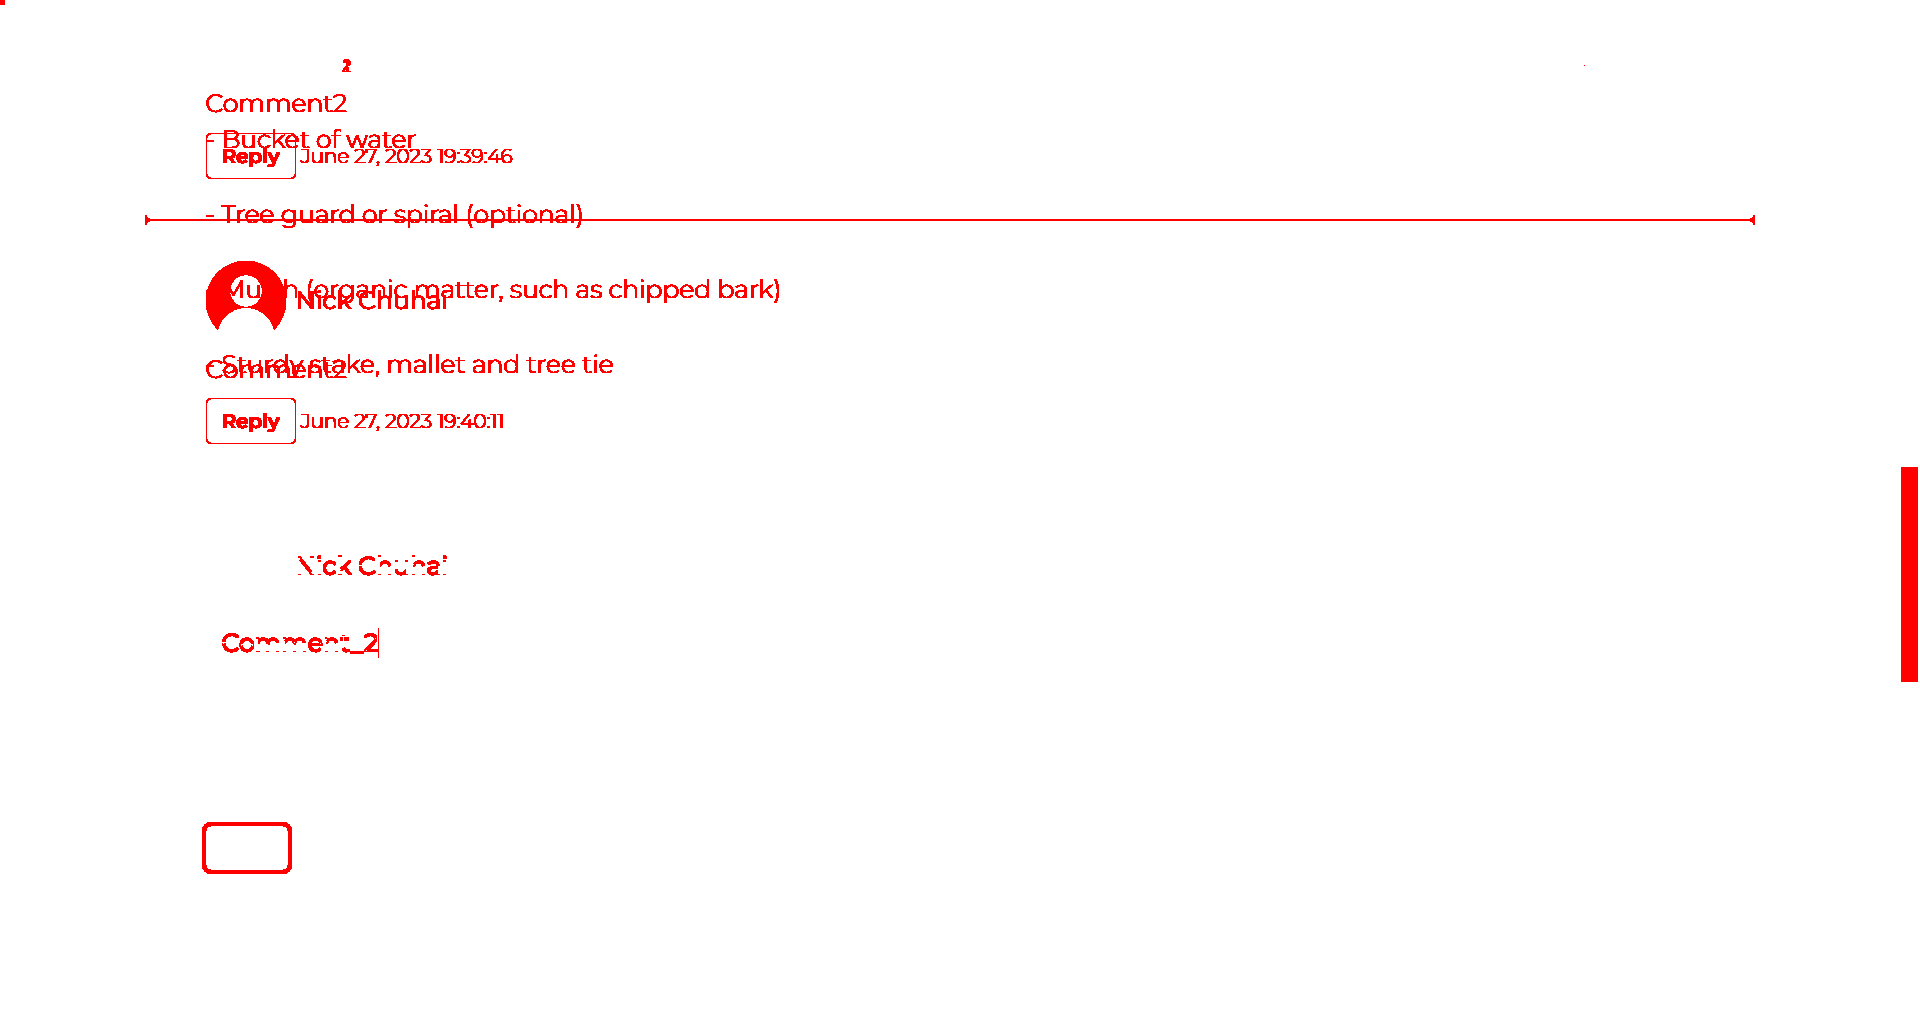 2
Comment2
- Bucket of water
Reply June 27, 2023 19:39:46
- Tree guard or spiral (optional)
(organic matter, such as chipped bark)
Nick Chuhai
- Sturdy stake, mallet and tree tie
Comment2
Reply June 27, 2023 19:40:11
Nick Chuhai
Comment_2